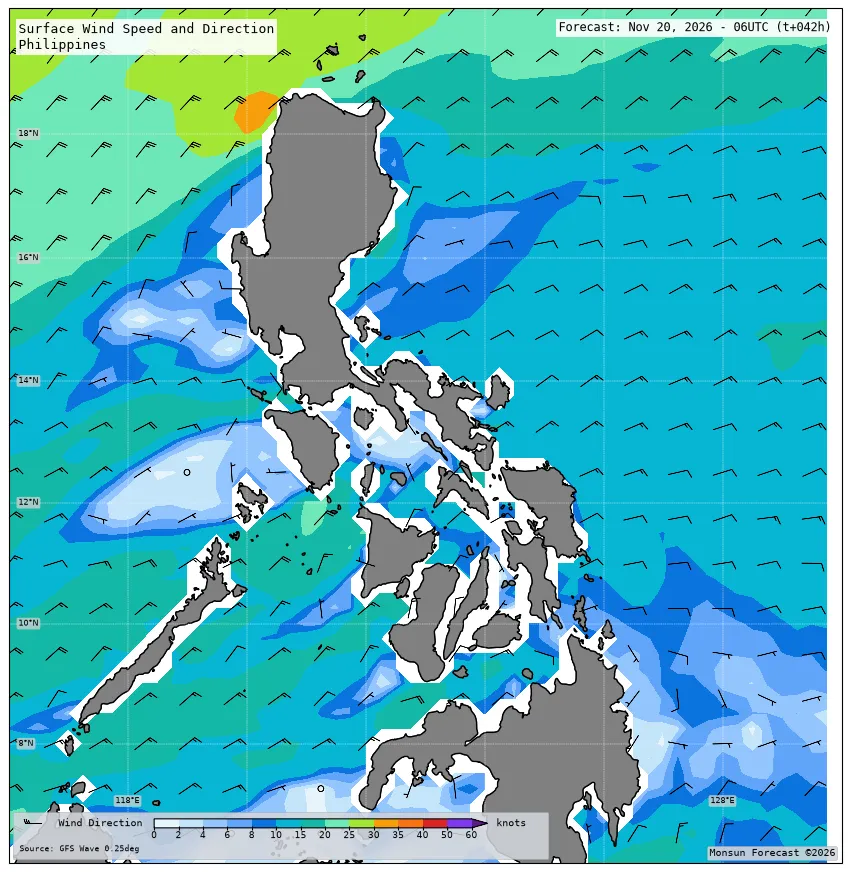 Surface Wind Speed and Direction
Philippines
Forecast: Nov 20, 2026 - 06UTC (t+042h)
18°N
16°N
14°N
12°N
10°N
8°N
118°E
128°E
Wind Direction
knots
0 2 4 6 8 10 15 20 25 30 35 40 50 60
Source: GFS Wave 0.25deg
Monsun Forecast ©2026